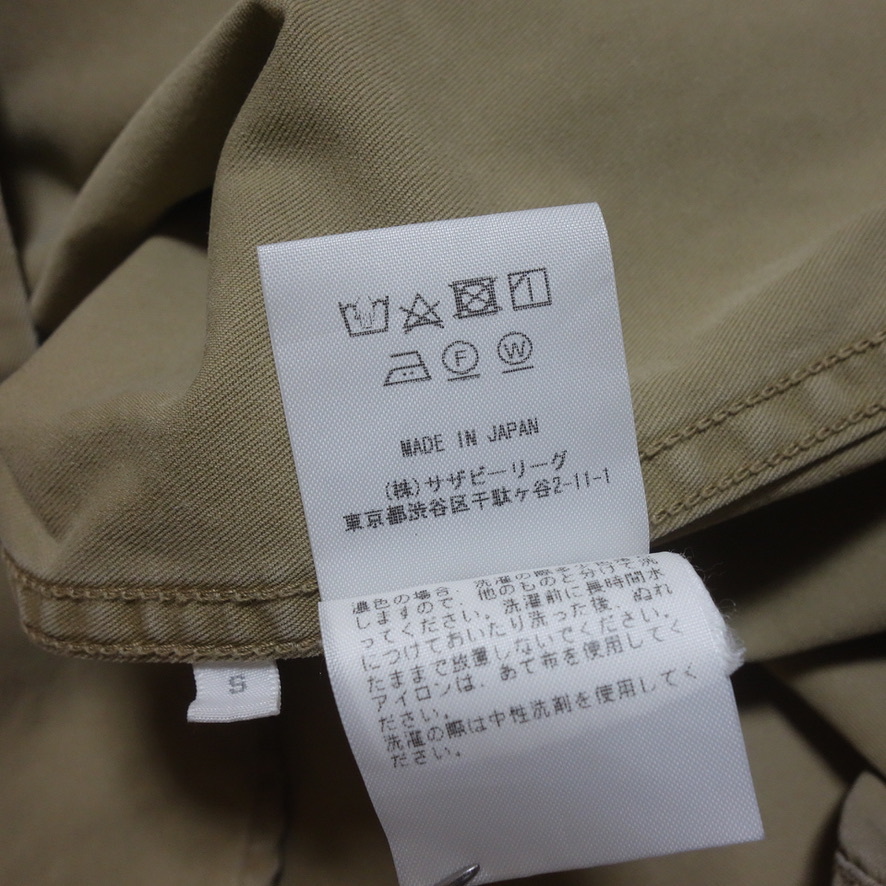 F W
MADE IN JAPAN
(株)サザビーリーグ
東京都渋谷区千駄ケ谷2-11-1
濃色の場合、洗濯の際
しますので、他のものと分けて洗
ってください。洗濯前に長時間水
につけておいたり洗った後、ぬれ
たままで放置しないでください。
アイロンは、あて布を使用してく
ださい。
洗濯の際は中性洗剤を使用してく
ださい。
S